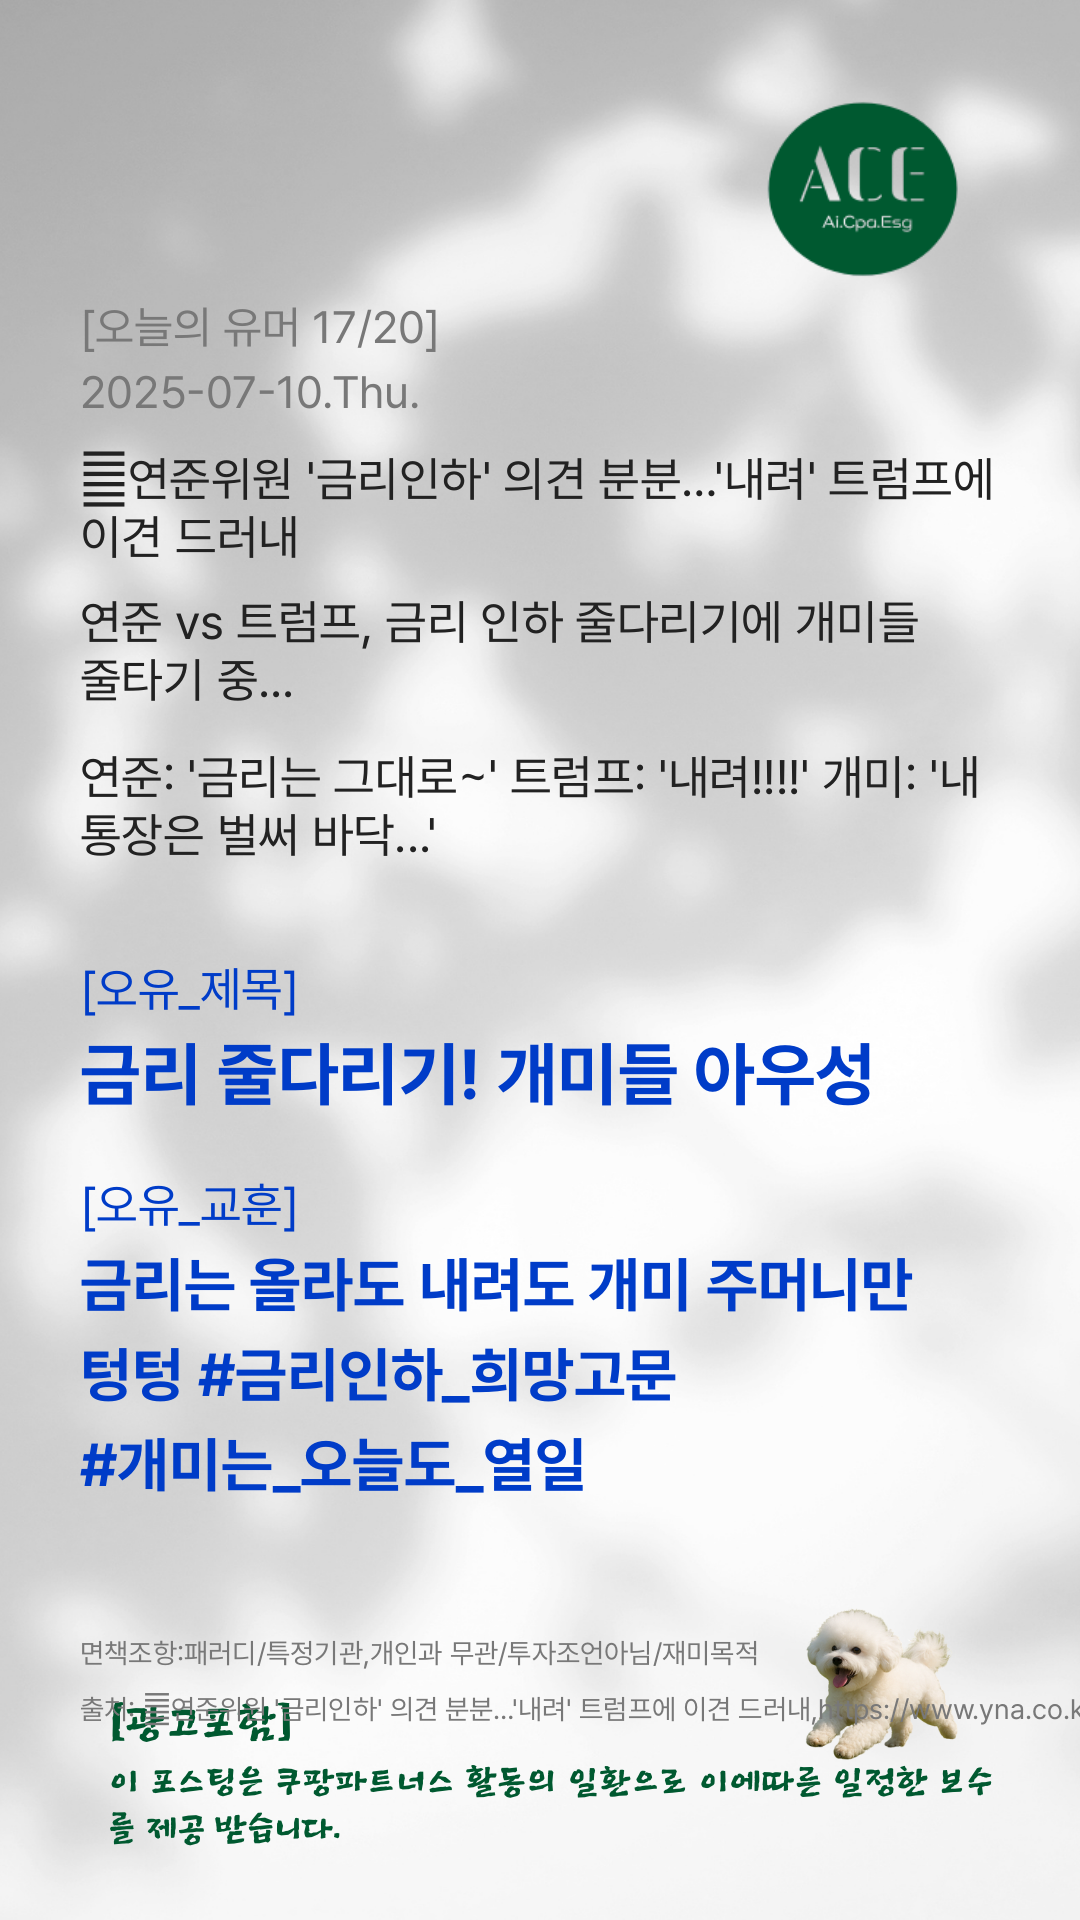 ACE
Ai.Cpa.Esg
[오늘의 유머 17/20]
2025-07-10.Thu.
䷀연준위원 '금리인하' 의견 분분...'내려' 트럼프에
이견 드러내
연준 vs 트럼프, 금리 인하 줄다리기에 개미들
줄타기 중...
연준: '금리는 그대로~' 트럼프: '내려!!!!' 개미: '내
통장은 벌써 바닥...'
[오유_제목]
금리 줄다리기! 개미들 아우성
[오유_교훈]
금리는 올라도 내려도 개미 주머니만
텅텅 #금리인하_희망고문
#개미는_오늘도_열일
면책조항:패러디/특정기관,개인과 무관/투자조언아님/재미목적
출처: ䷀연준위원 '금리인하' 의견 분분...'내려' 트럼프에 이견 드러내,https://www.yna.co.k
[광고포함]
이 포스팅은 쿠팡파트너스 활동의 일환으로 이에따른 일정한 보수
를 제공 받습니다.